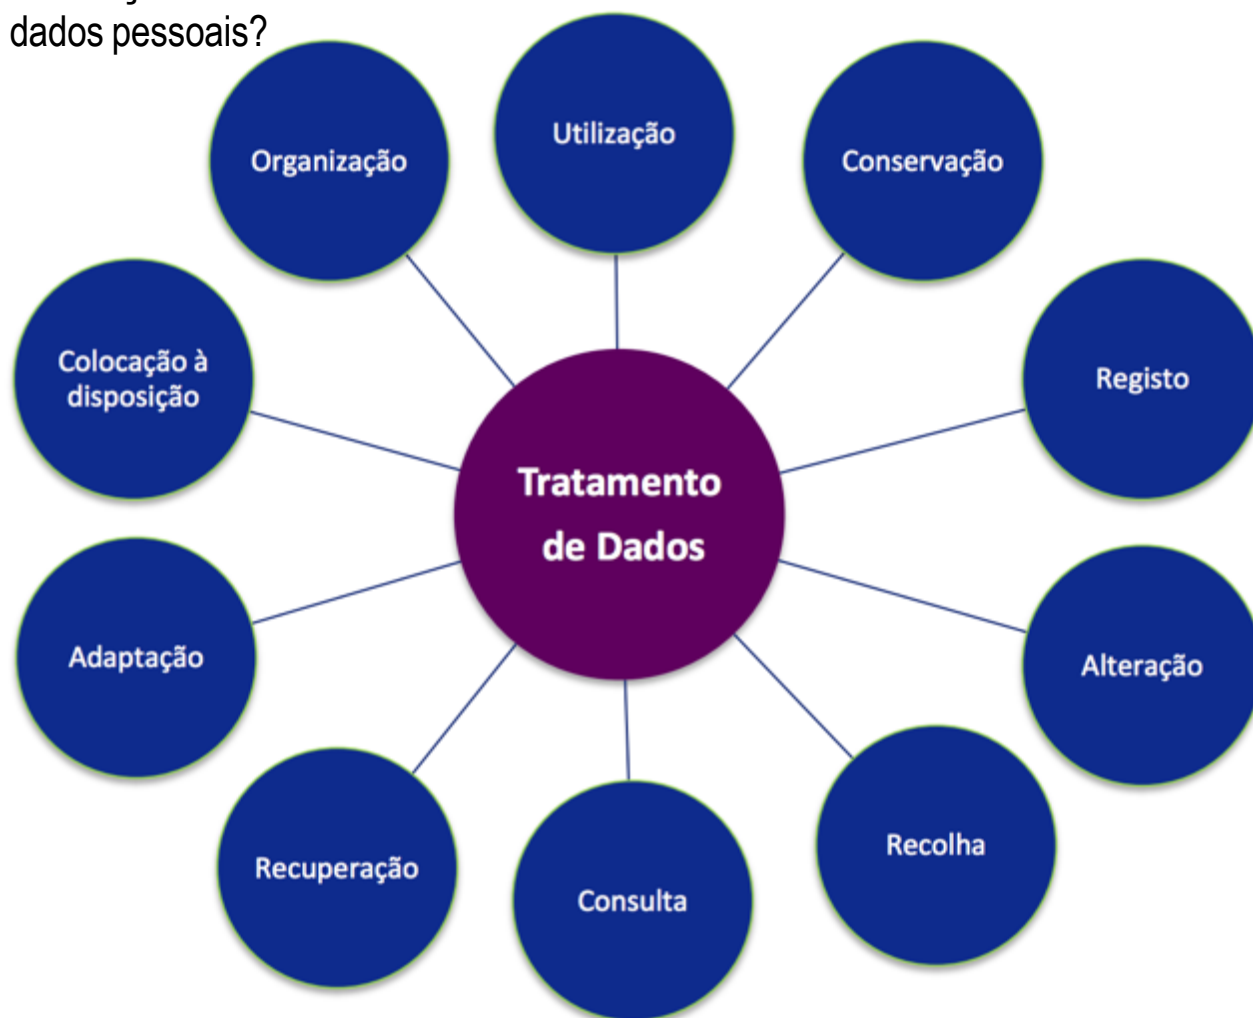 dados pessoais?
Utilização
Organização
Conservação
Colocação à
disposição
Registo
Tratamento
de Dados
Adaptação
Alteração
Recuperação
Recolha
Consulta